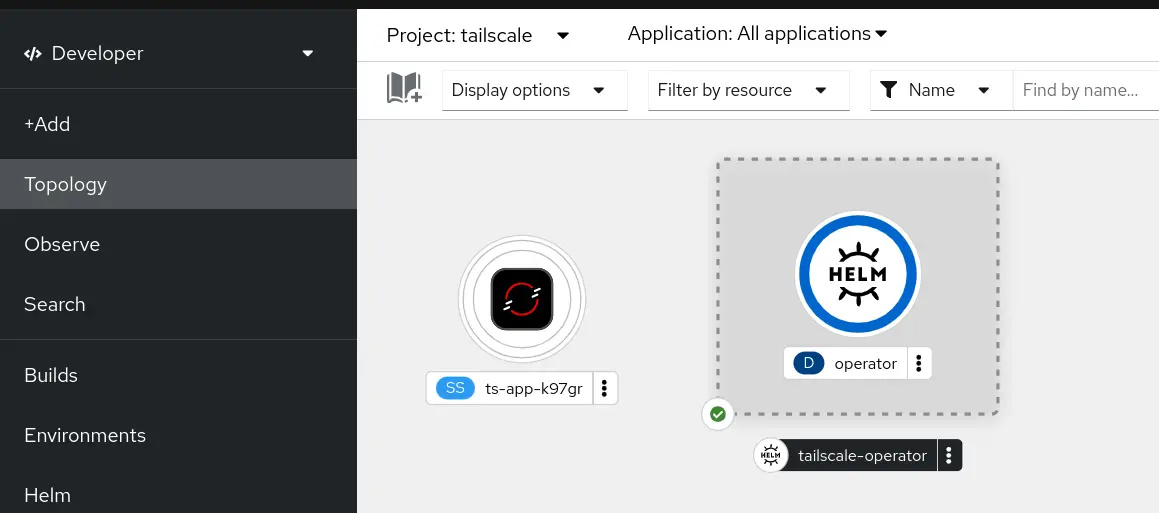 Developer
+Add
Topology
Observe
Search
Builds
Environments
Helm
Project: tailscale
Application: All applications
Display options
Filter by resource
Name
Find by name...
SS ts-app-k97gr
HELM
D operator
HELM tailscale-operator